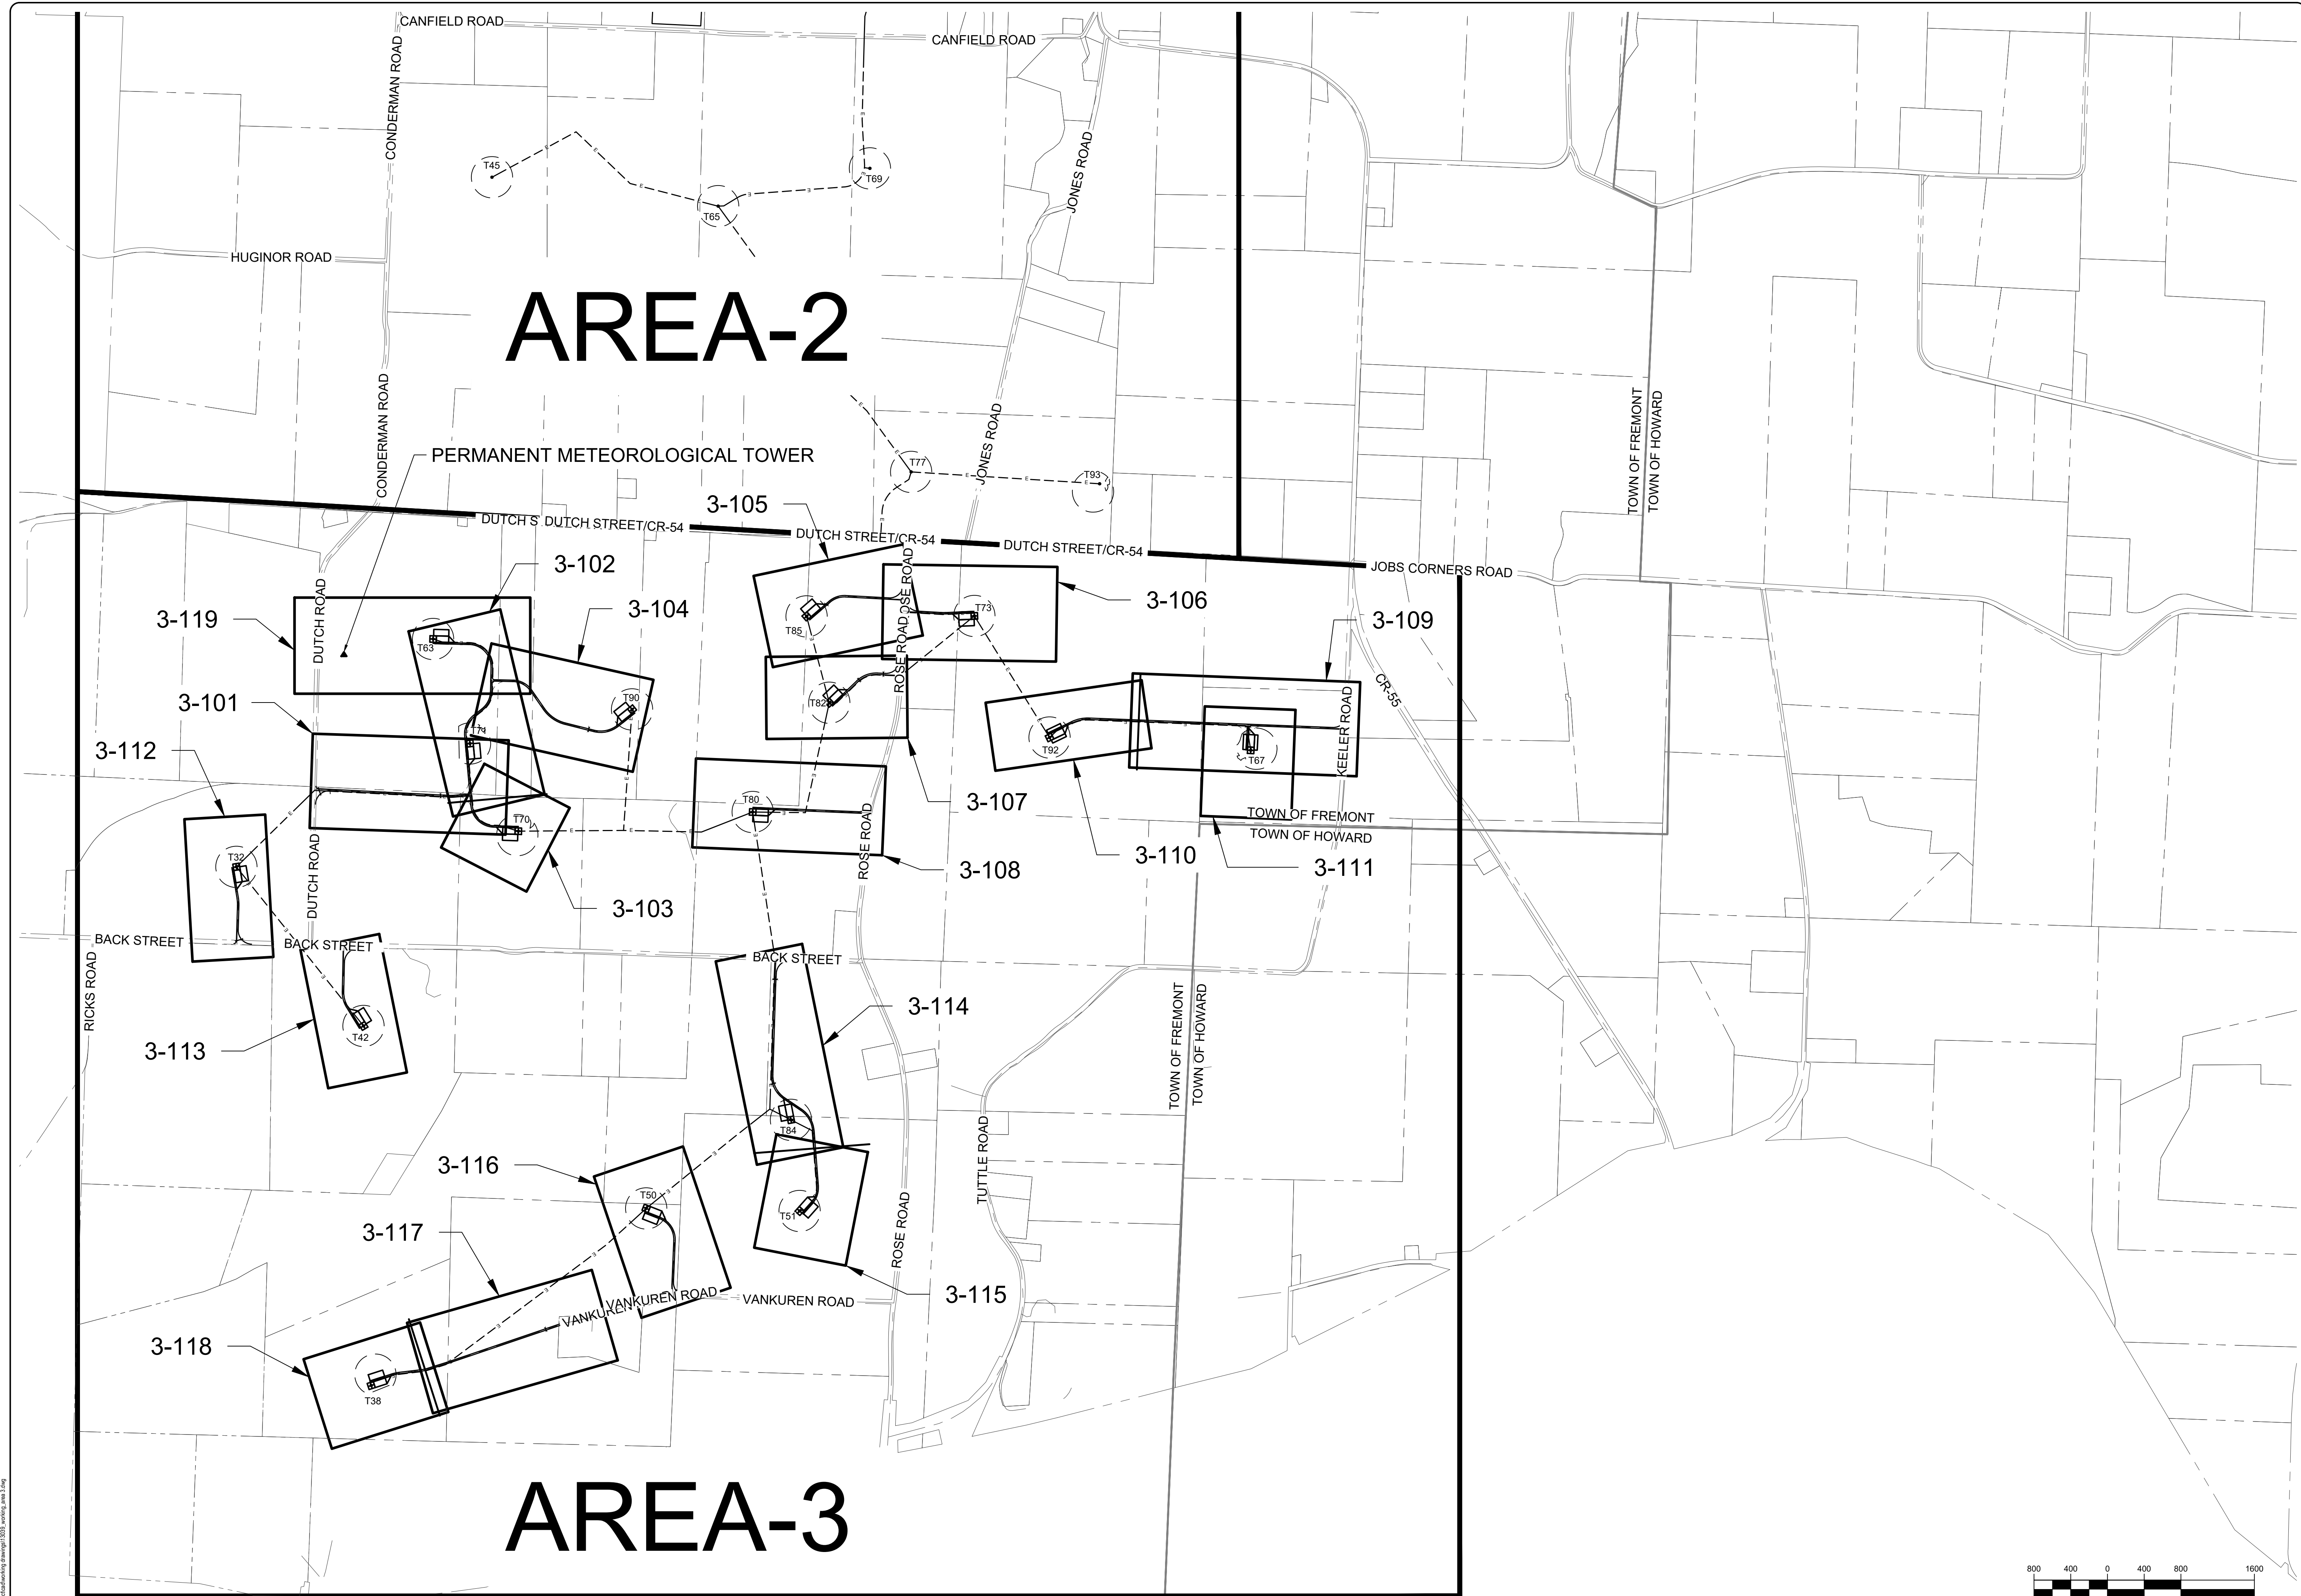 CANFIELD ROAD
CANFIELD ROAD
CONDERMAN ROAD
JONES ROAD
T45
T69
T65
HUGINOR ROAD
AREA-2
CONDERMAN ROAD
JONES ROAD
TOWN OF FREMONT
TOWN OF HOWARD
PERMANENT METEOROLOGICAL TOWER
T77
T93
3-105
DUTCH S
DUTCH STREET/CR-54
DUTCH STREET/CR-54
DUTCH STREET/CR-54
JOBS CORNERS ROAD
3-102
3-104
3-106
3-109
3-119
DUTCH ROAD
ROSE ROAD
ROSE ROAD
T63
T85
T73
3-101
T90
T82
CR-55
KEELER ROAD
3-112
T71
T92
T67
T80
3-107
T70
TOWN OF FREMONT
TOWN OF HOWARD
T32
DUTCH ROAD
ROSE ROAD
3-108
3-110
3-111
3-103
BACK STREET
BACK STREET
BACK STREET
RICKS ROAD
3-114
TOWN OF FREMONT
TOWN OF HOWARD
T42
3-113
T84
TUTTLE ROAD
3-116
T50
T51
ROSE ROAD
3-117
VANKUREN ROAD
VANKUREN
VANKUREN ROAD
3-115
3-118
T38
AREA-3
800 400 0 400 800 1600